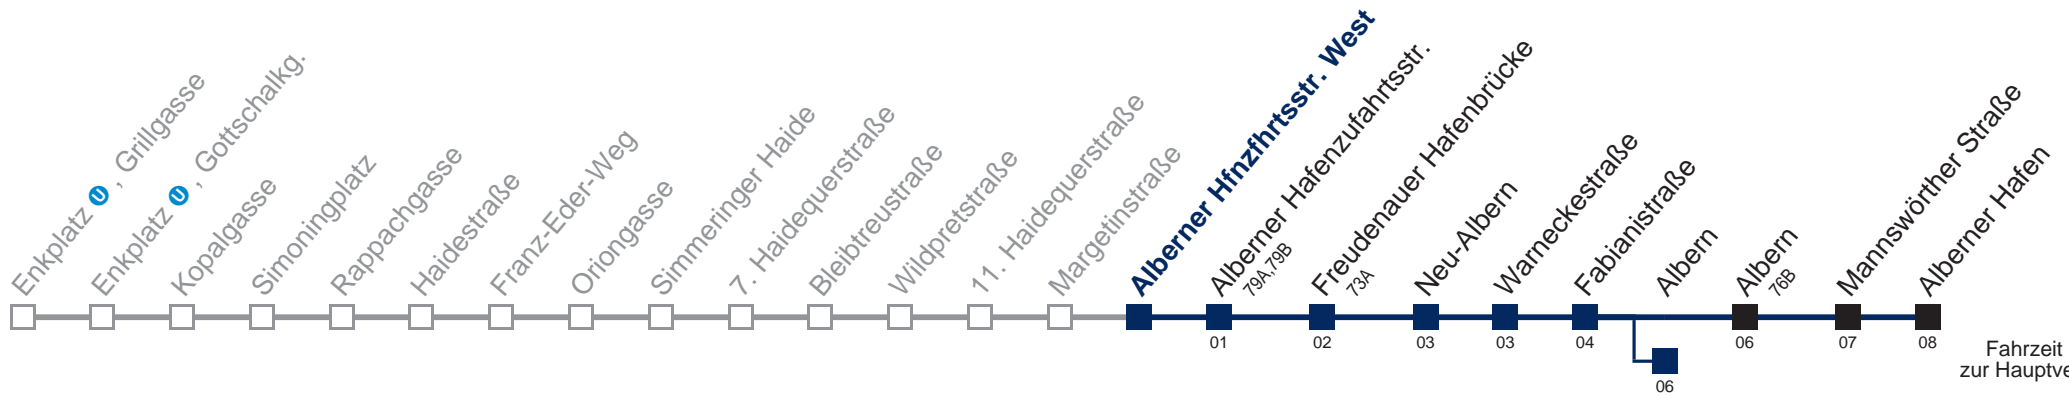 Enkplatz U , Grillgasse
Enkplatz U , Gottschalkg.
Kopalgasse
Simoningplatz
Rappachgasse
Haidestraße
Franz-Eder-Weg
Oriongasse
Simmeringer Haide
7. Haidequerstraße
Bleibtreustraße
Wildpretstraße
11. Haidequerstraße
Margetinstraße
Alberner Hfnzfhrtsstr. West
Alberner Hafenzufahrtsstr.
79A,79B
Freudenauer Hafenbrücke
73A
Neu-Albern
Warneckestraße
Fabianistraße
Albern
Albern
76B
Mannswörther Straße
Alberner Hafen
01
02
03
03
04
06
07
08
06
Fahrzeit
zur Hauptve